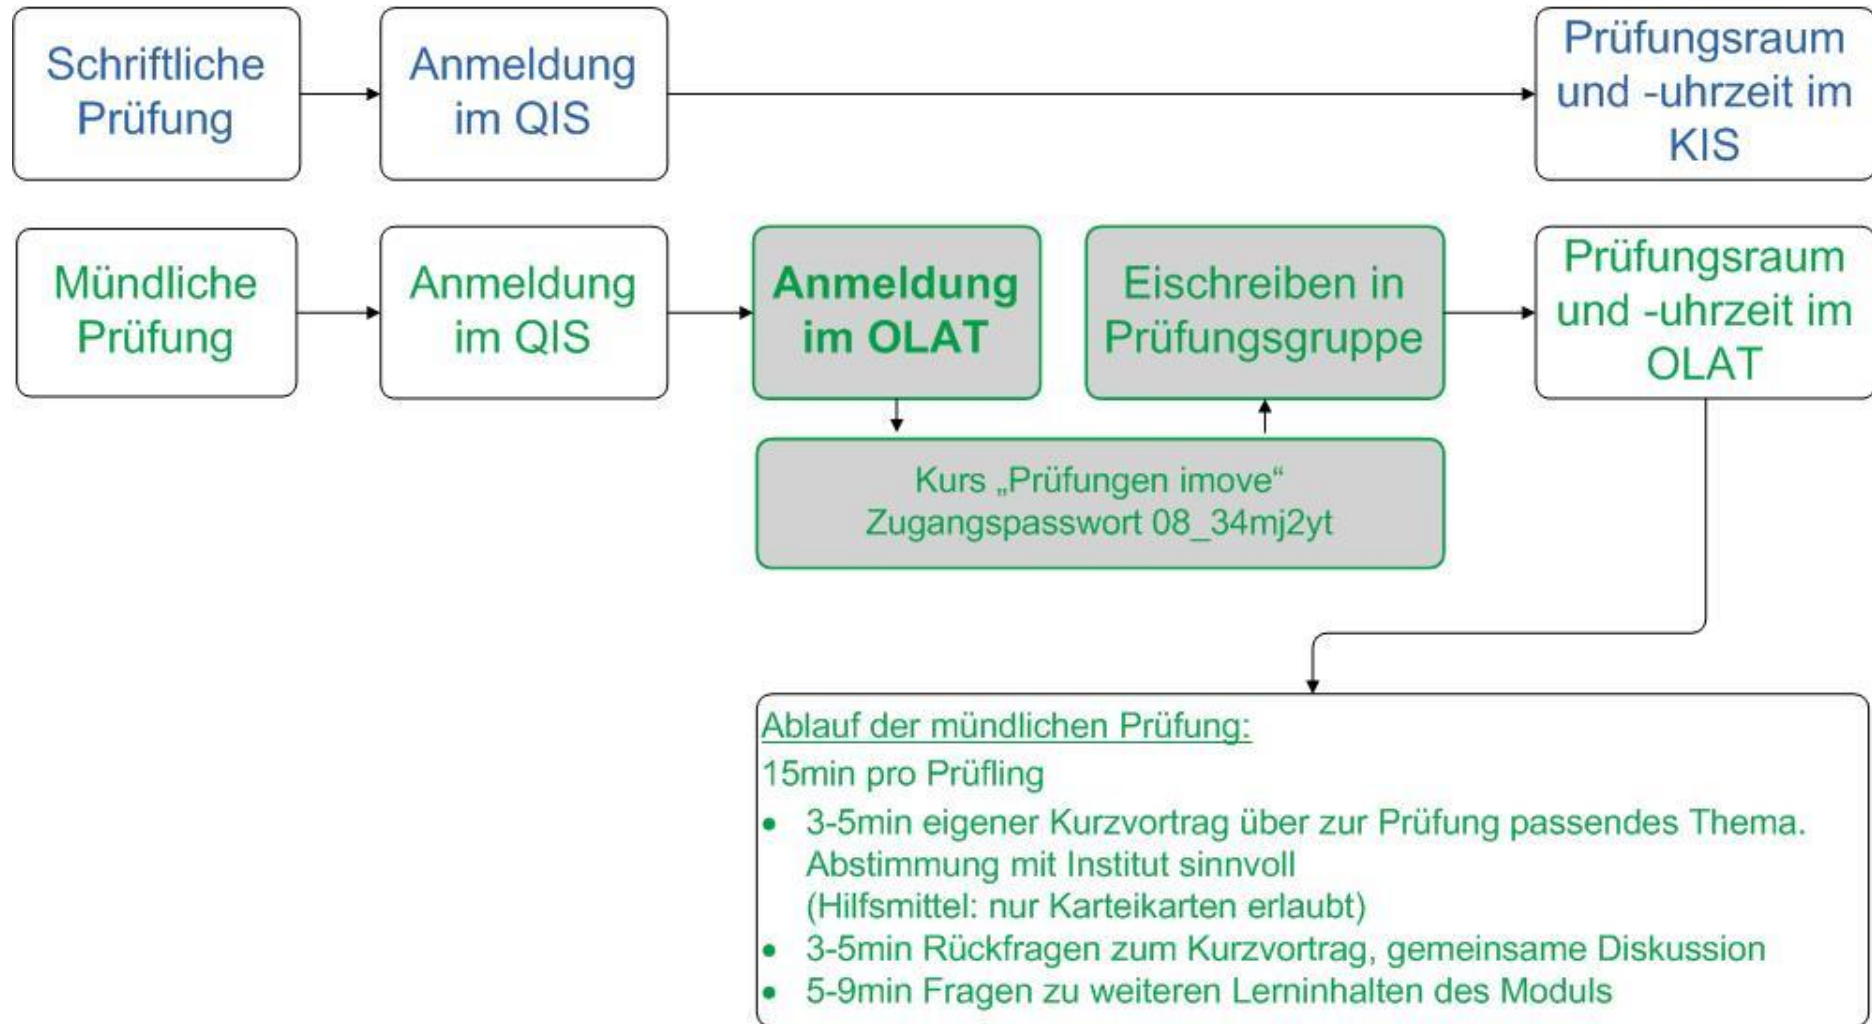 Schriftliche
Prüfung
Anmeldung
im QIS
Prüfungsraum
und -uhrzeit im
KIS
Mündliche
Prüfung
Anmeldung
im QIS
Anmeldung
im OLAT
Eischreiben in
Prüfungsgruppe
Prüfungsraum
und -uhrzeit im
OLAT
Kurs „Prüfungen imove“
Zugangspasswort 08_34mj2yt
Ablauf der mündlichen Prüfung:
15min pro Prüfling
• 3-5min eigener Kurzvortrag über zur Prüfung passendes Thema.
Abstimmung mit Institut sinnvoll
(Hilfsmittel: nur Karteikarten erlaubt)
• 3-5min Rückfragen zum Kurzvortrag, gemeinsame Diskussion
• 5-9min Fragen zu weiteren Lerninhalten des Moduls